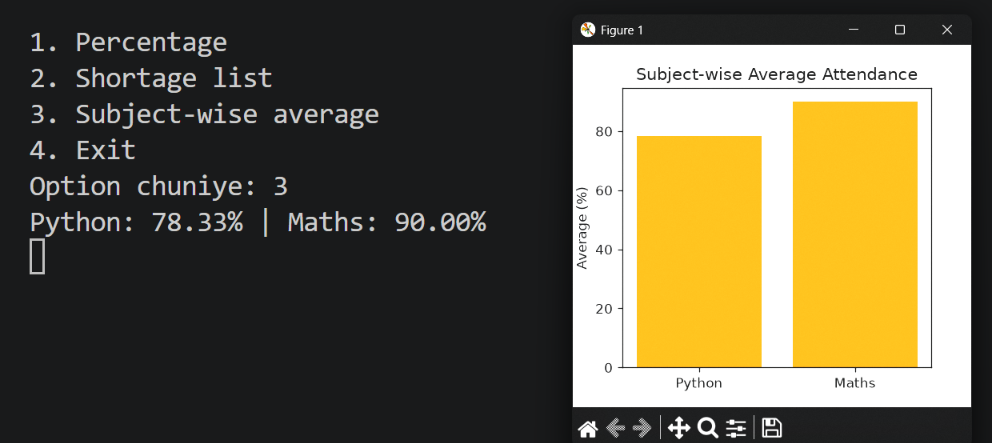 1. Percentage
2. Shortage list
3. Subject-wise average
4. Exit
Option chuniye: 3
Python: 78.33% | Maths: 90.00%
Figure 1
Subject-wise Average Attendance
Average (%)
80
60
40
20
0
Python
Maths